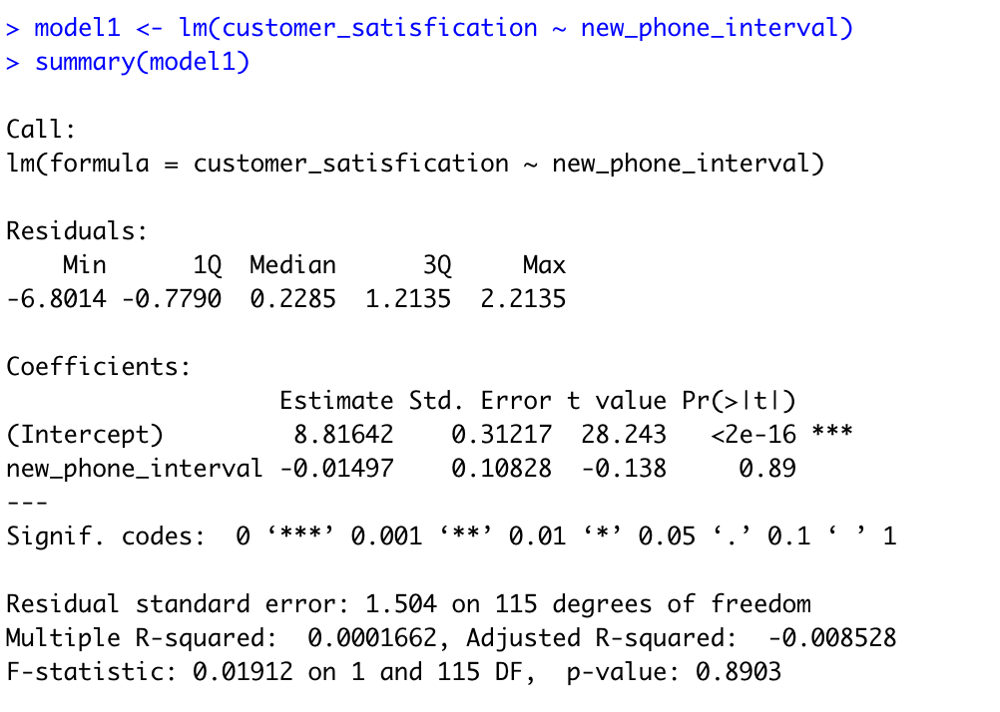 > model1 <- lm(customer_satisfication ~ new_phone_interval)
> summary(model1)
Call:
lm(formula = customer_satisfication ~ new_phone_interval)
Residuals:
    Min      1Q  Median      3Q     Max
-6.8014 -0.7790  0.2285  1.2135  2.2135
Coefficients:
                   Estimate Std. Error t value Pr(>|t|)
(Intercept)         8.81642    0.31217  28.243   <2e-16 ***
new_phone_interval -0.01497    0.10828  -0.138     0.89
---
Signif. codes:  0 ‘***’ 0.001 ‘**’ 0.01 ‘*’ 0.05 ‘.’ 0.1 ‘ ’ 1
Residual standard error: 1.504 on 115 degrees of freedom
Multiple R-squared:  0.0001662, Adjusted R-squared:  -0.008528
F-statistic: 0.01912 on 1 and 115 DF,  p-value: 0.8903